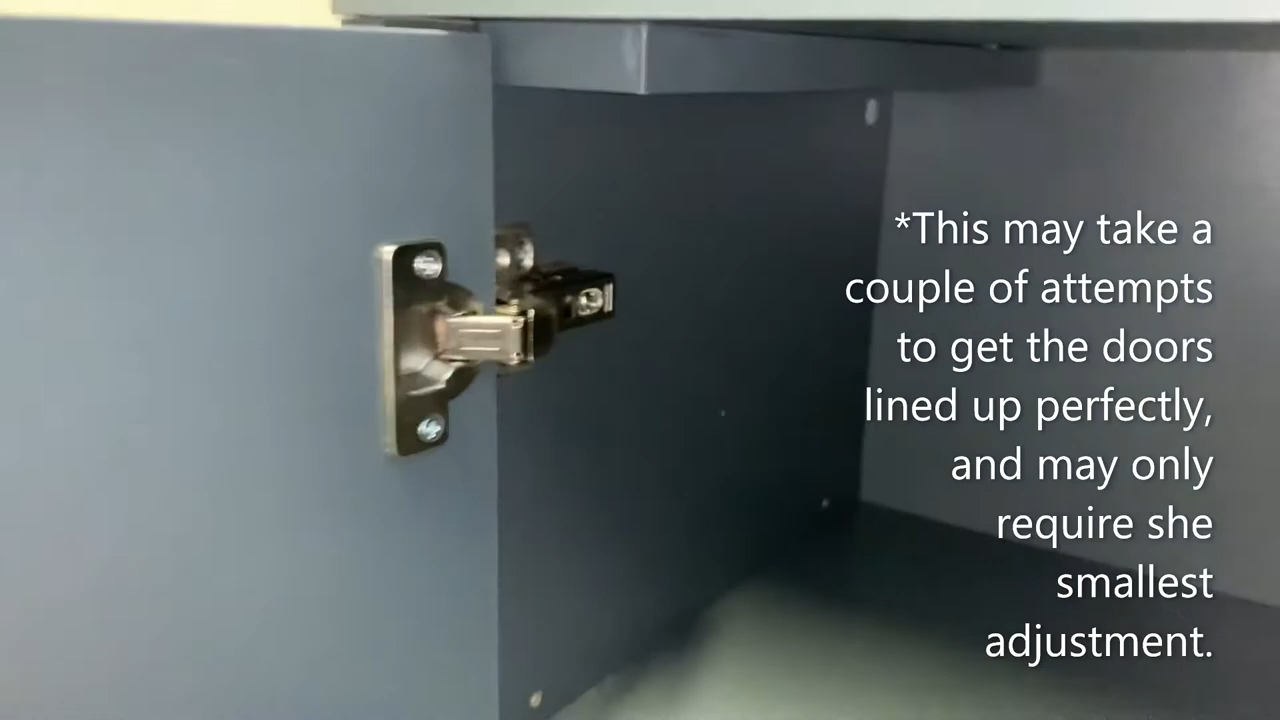 *This may take a
couple of attempts
to get the doors
lined up perfectly,
and may only
require she
smallest
adjustment.